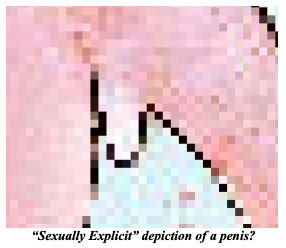 “Sexually Explicit” depiction of a penis?